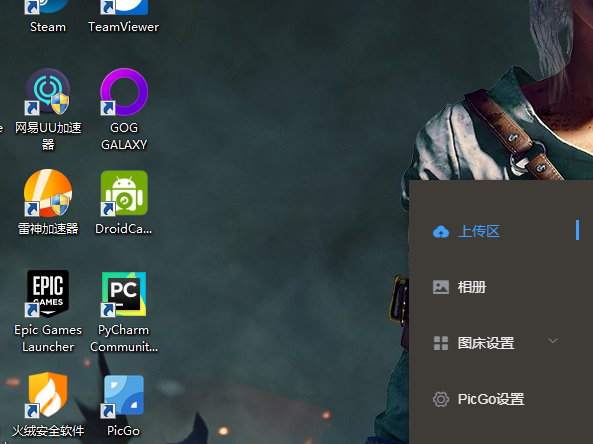 Steam
TeamViewer
网易UU加速
器
GOG
GALAXY
雷神加速器
DroidCa...
EPIC
GAMES
PC
Epic Games
Launcher
PyCharm
Communit...
火绒安全软件
PicGo
上传区
相册
图床设置
PicGo设置